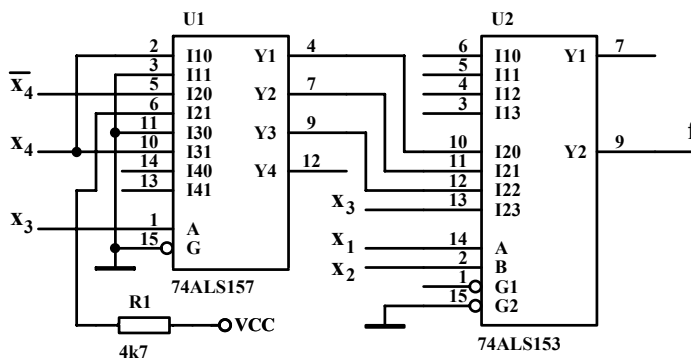 U1
U2
2 I10 Y1 4
3 I11
x̅4 5 I20 Y2 7
6 I21
11 I30 Y3 9
x4 10 I31
14 I40 Y4 12
13 I41
x3 1 A
15 G
74ALS157
R1
4k7
VCC
6 I10 Y1 7
5 I11
4 I12
3 I13
10 I20 Y2 9 f
11 I21
12 I22
x3 13 I23
x1 14 A
x2 2 B
1 G1
15 G2
74ALS153